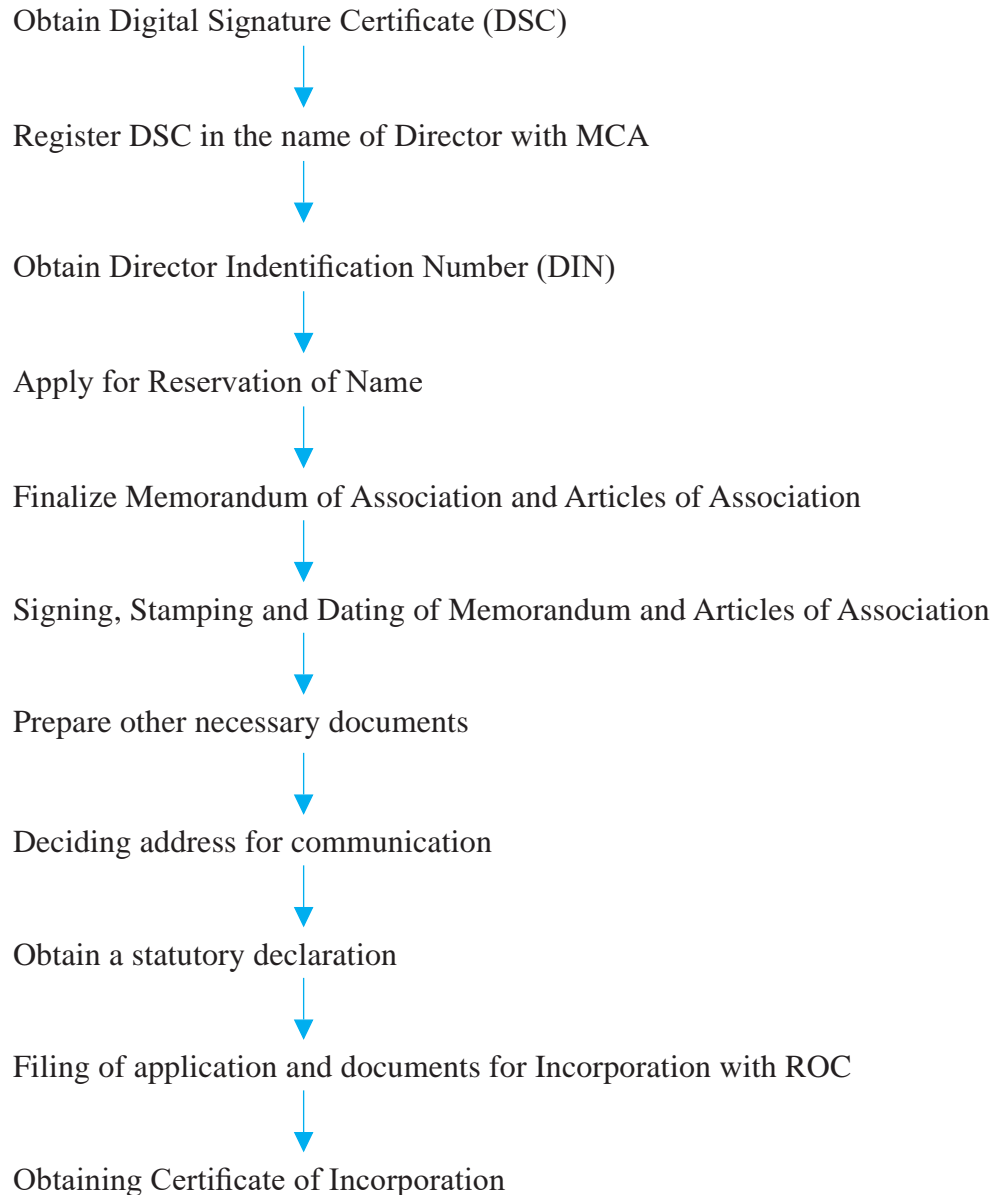 Obtain Digital Signature Certificate (DSC)
Register DSC in the name of Director with MCA
Obtain Director Indentification Number (DIN)
Apply for Reservation of Name
Finalize Memorandum of Association and Articles of Association
Signing, Stamping and Dating of Memorandum and Articles of Association
Prepare other necessary documents
Deciding address for communication
Obtain a statutory declaration
Filing of application and documents for Incorporation with ROC
Obtaining Certificate of Incorporation